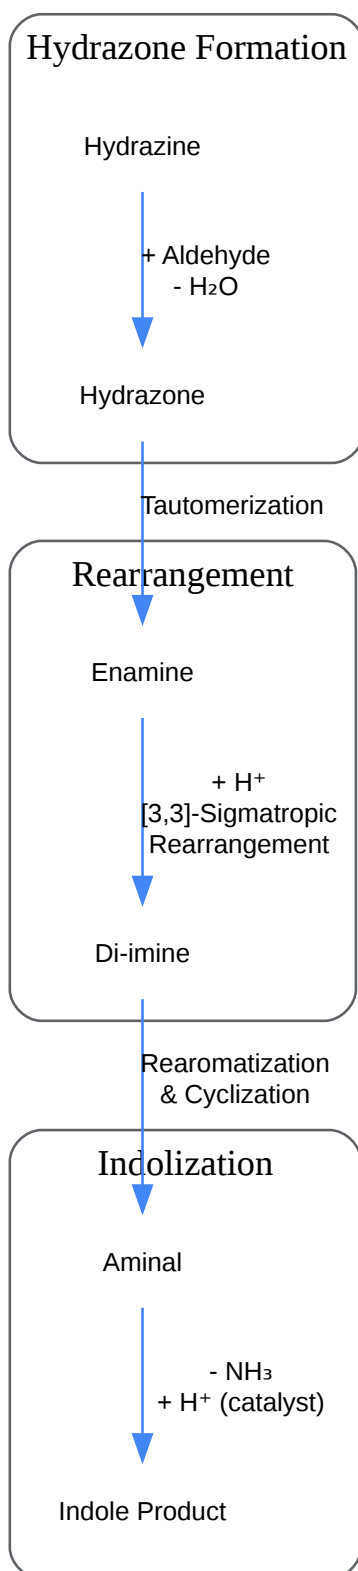 Hydrazone Formation
Hydrazine
+ Aldehyde
- H₂O
Hydrazone
Tautomerization
Rearrangement
Enamine
+ H⁺
[3,3]-Sigmatropic
Rearrangement
Di-imine
Rearomatization
& Cyclization
Indolization
Aminal
- NH₃
+ H⁺ (catalyst)
Indole Product